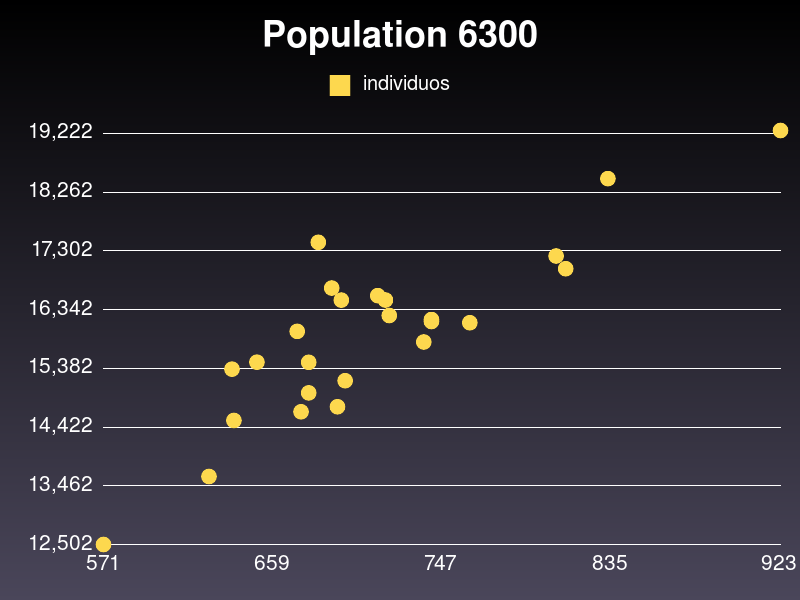 Population 6300
individuos
19,222
18,262
17,302
16,342
15,382
14,422
13,462
12,502
571 659 747 835 923